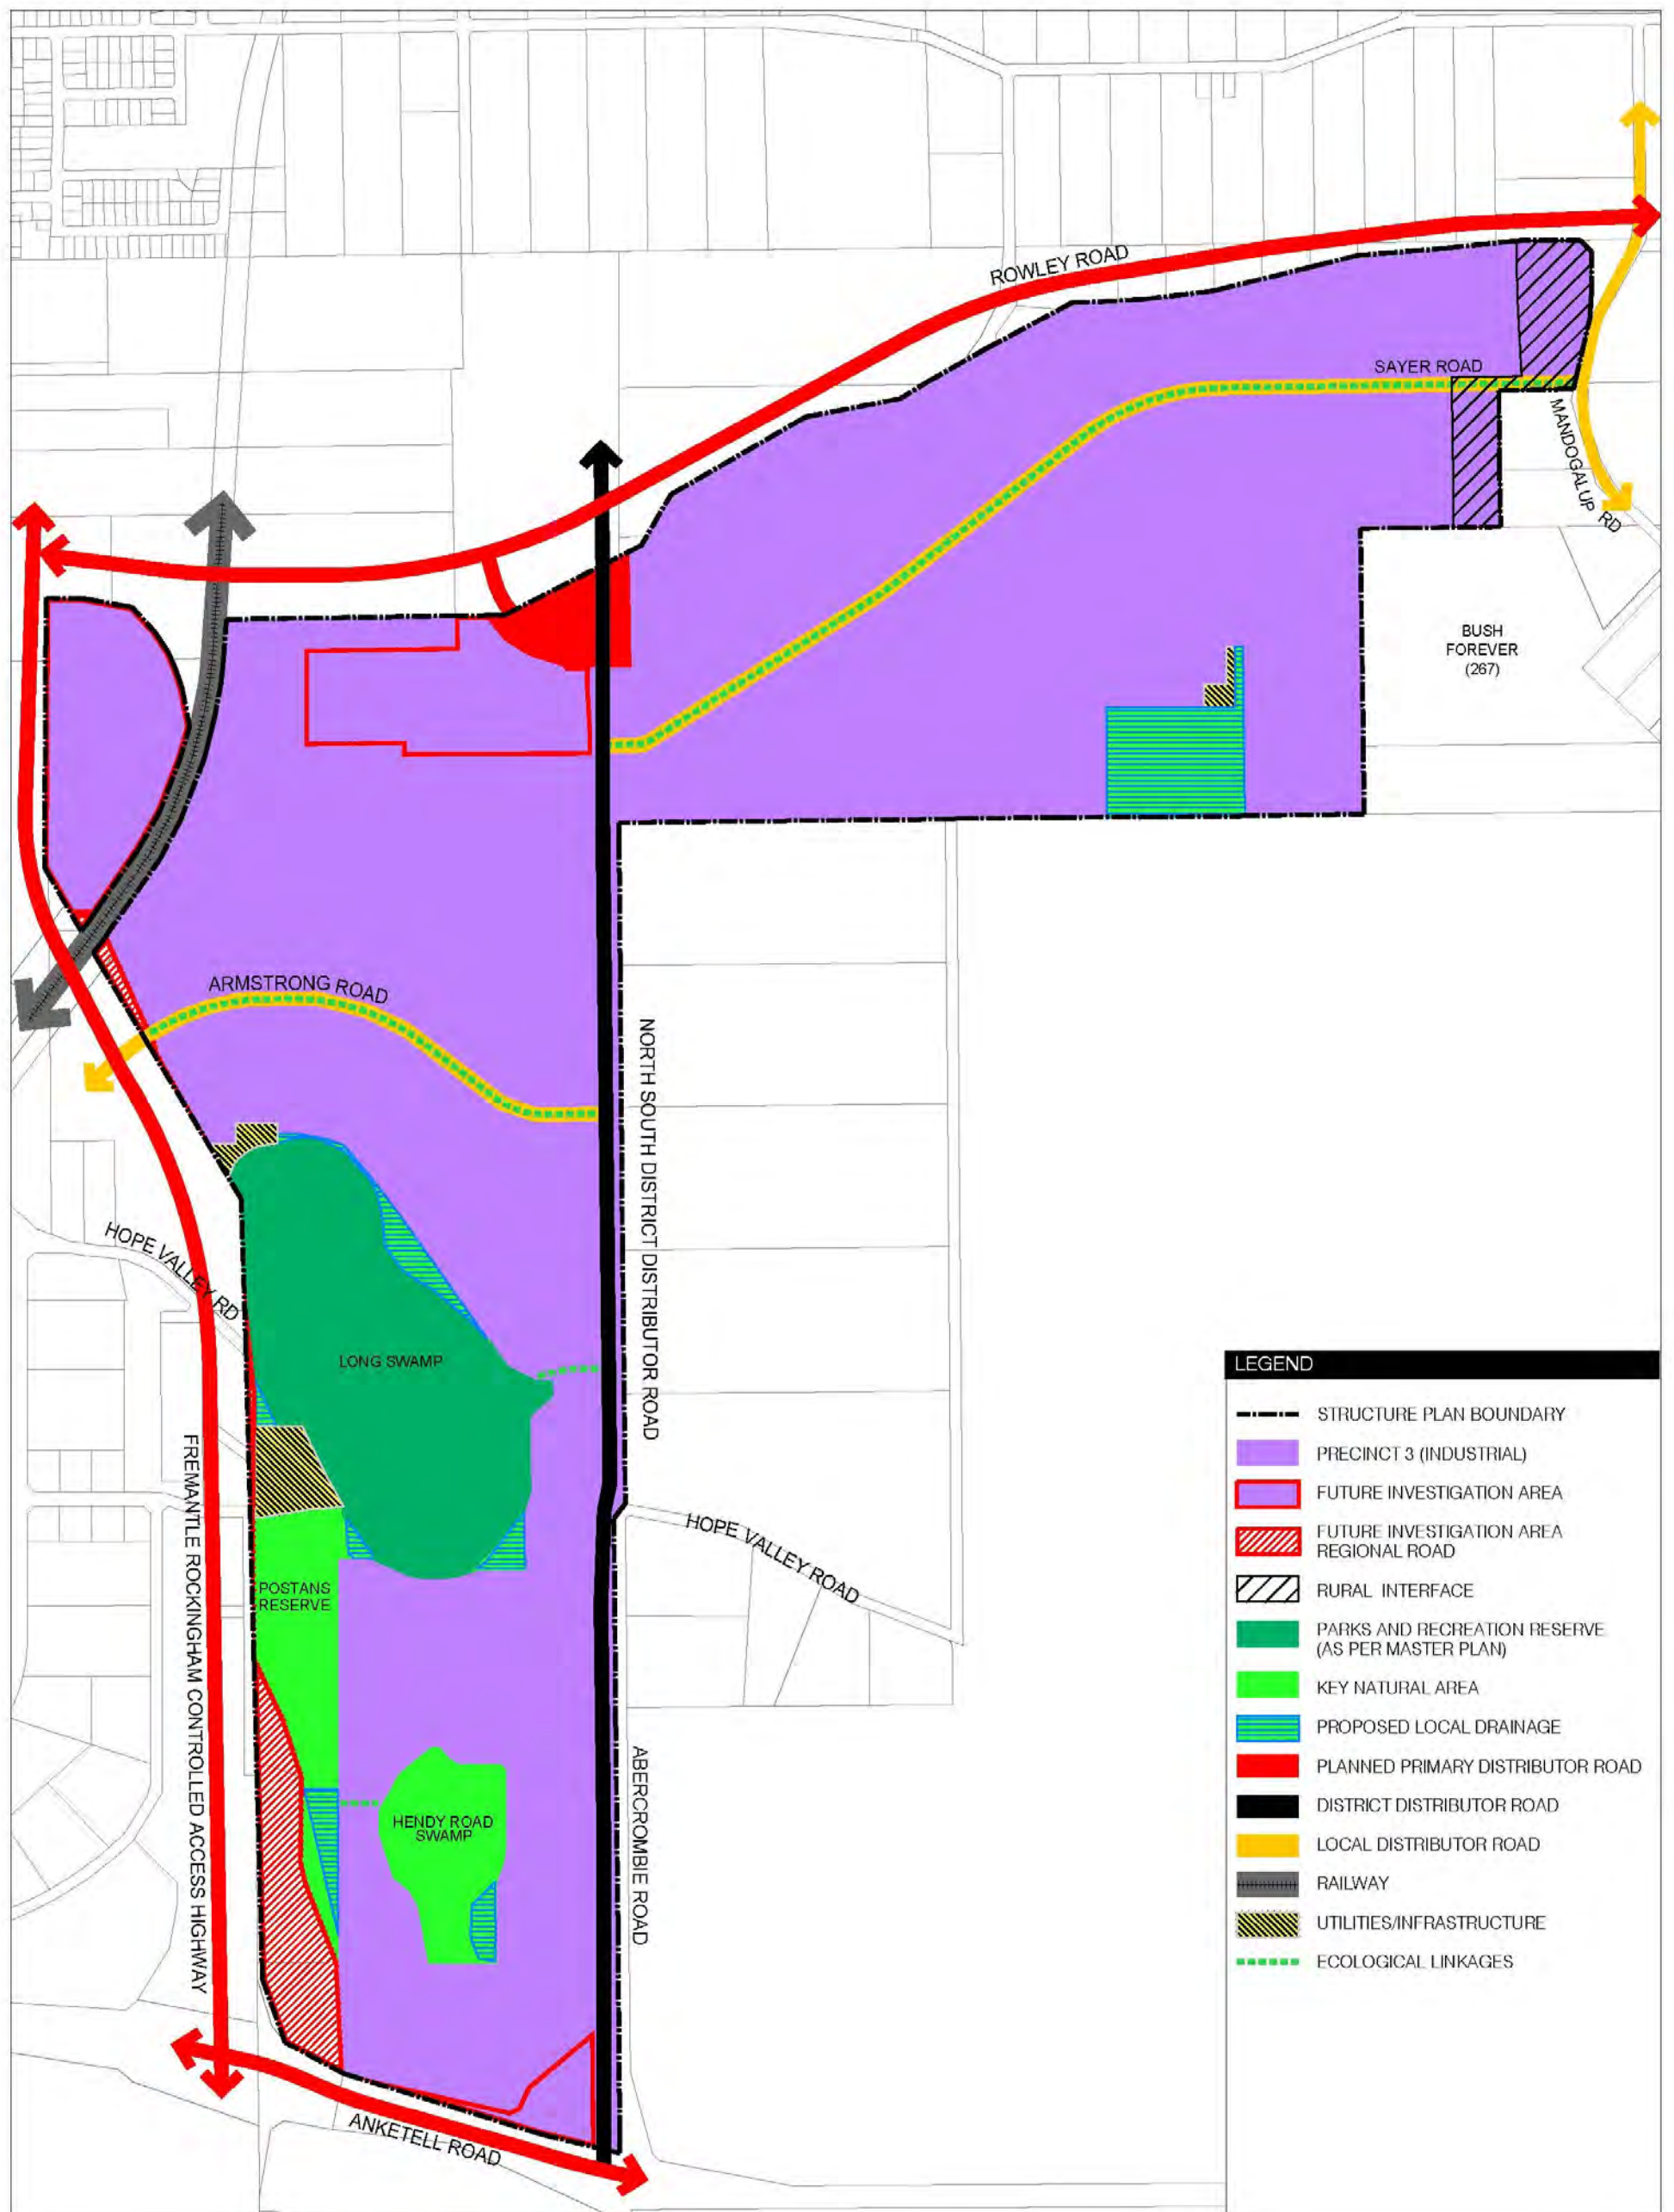 ROWLEY ROAD
SAYER ROAD
MANDOGALUP RD
BUSH
FOREVER
(267)
ARMSTRONG ROAD
NORTH SOUTH DISTRICT DISTRIBUTOR ROAD
HOPE VALLEY RD
LONG SWAMP
FREMANTLE ROCKINGHAM CONTROLLED ACCESS HIGHWAY
HOPE VALLEY ROAD
POSTANS
RESERVE
HENDY ROAD
SWAMP
ABERCROMBIE ROAD
ANKETELL ROAD
LEGEND
STRUCTURE PLAN BOUNDARY
PRECINCT 3 (INDUSTRIAL)
FUTURE INVESTIGATION AREA
FUTURE INVESTIGATION AREA
REGIONAL ROAD
RURAL INTERFACE
PARKS AND RECREATION RESERVE
(AS PER MASTER PLAN)
KEY NATURAL AREA
PROPOSED LOCAL DRAINAGE
PLANNED PRIMARY DISTRIBUTOR ROAD
DISTRICT DISTRIBUTOR ROAD
LOCAL DISTRIBUTOR ROAD
RAILWAY
UTILITIES/INFRASTRUCTURE
ECOLOGICAL LINKAGES